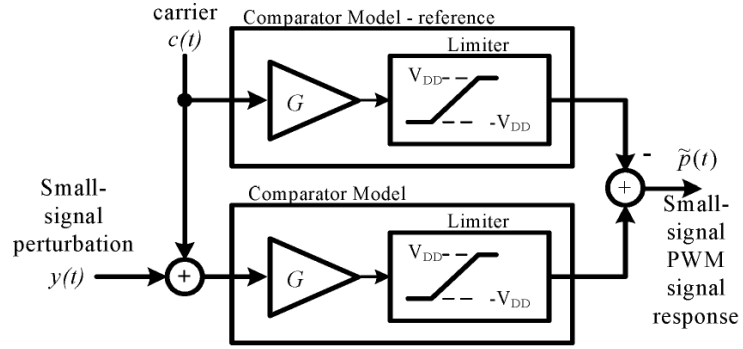 carrier
c(t)
Comparator Model - reference
Limiter
G
V_DD
-V_DD
-
p̃(t)
+
Small-
signal
perturbation
y(t)
+
Comparator Model
Limiter
G
V_DD
-V_DD
Small-
signal
PWM
signal
response